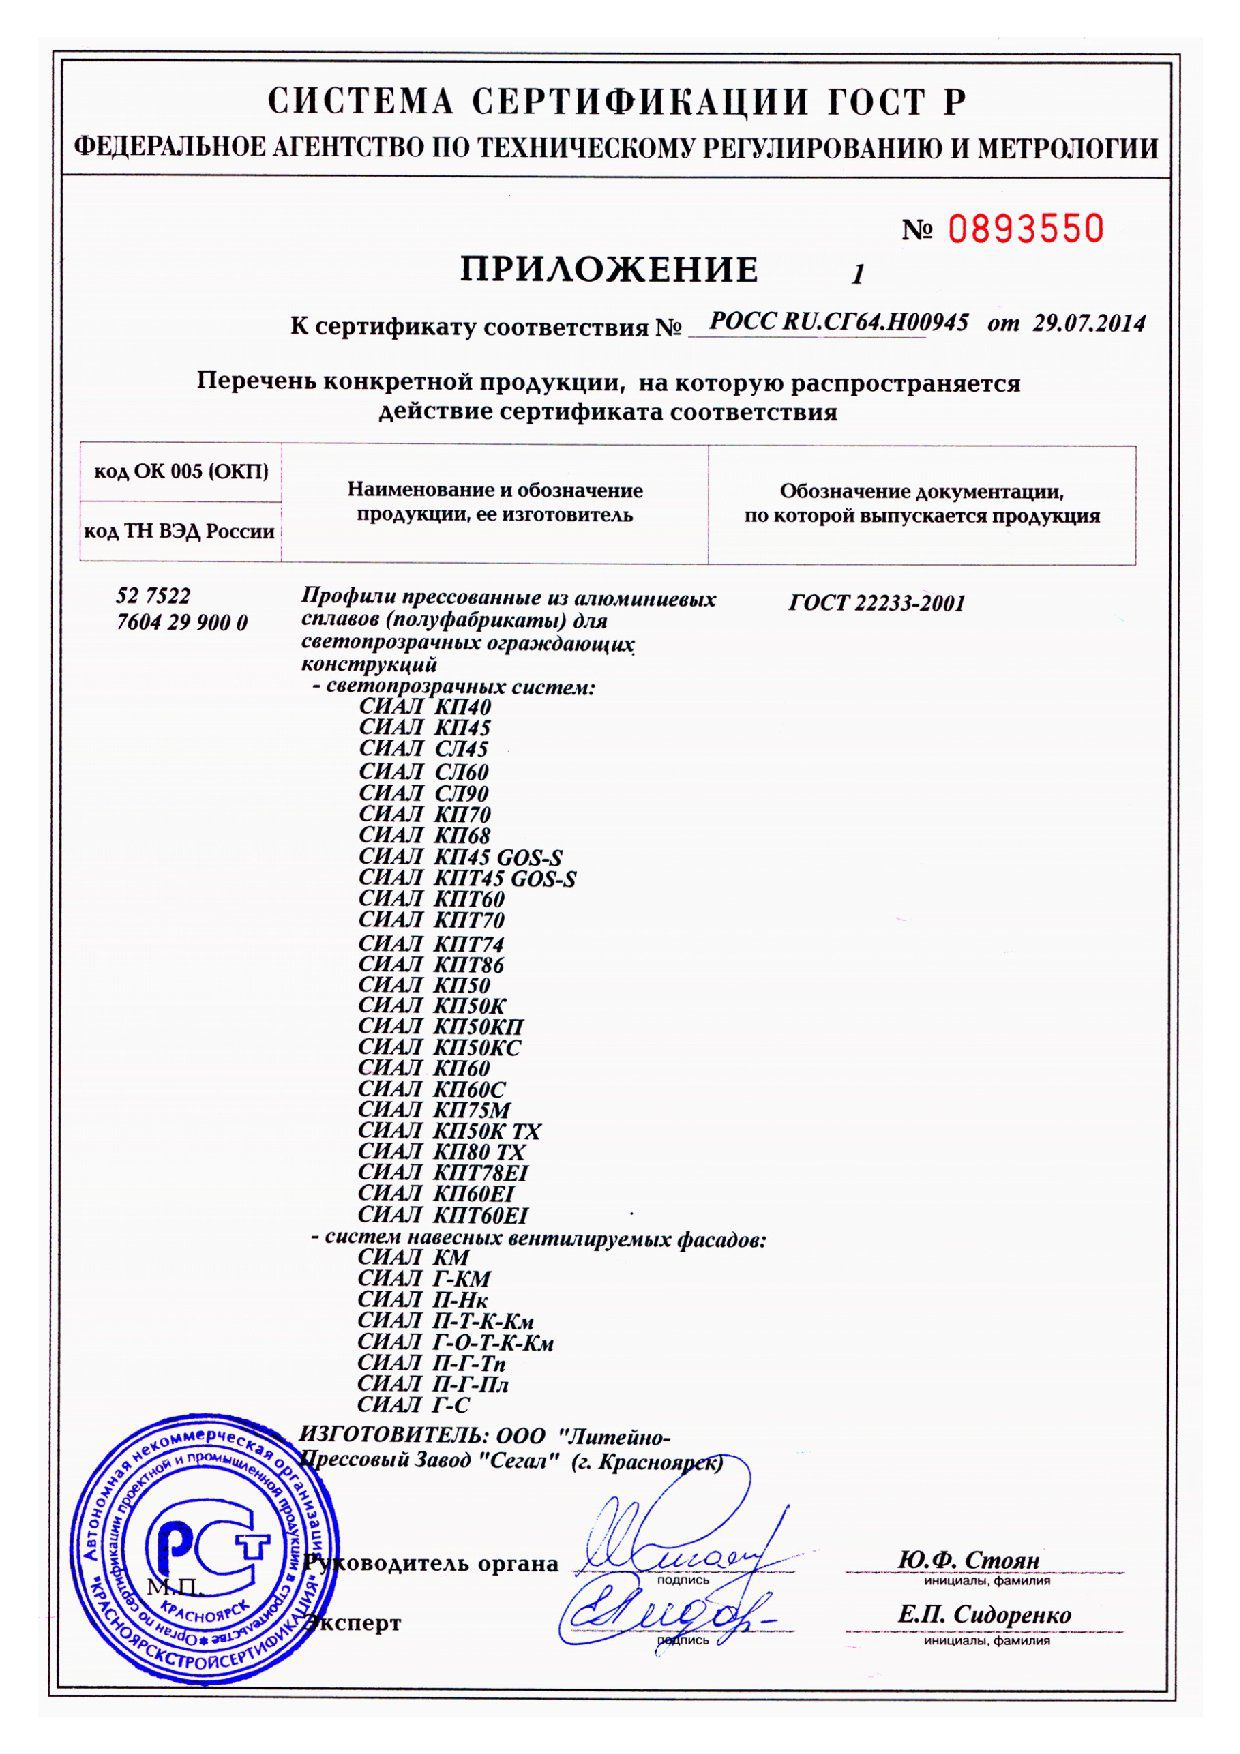 СИСТЕМА СЕРТИФИКАЦИИ ГОСТ Р
ФЕДЕРАЛЬНОЕ АГЕНТСТВО ПО ТЕХНИЧЕСКОМУ РЕГУЛИРОВАНИЮ И МЕТРОЛОГИИ
№ 0893550
ПРИЛОЖЕНИЕ 1
К сертификату соответствия № РОСС RU.СГ64.Н00945 от 29.07.2014
Перечень конкретной продукции, на которую распространяется
действие сертификата соответствия
код ОК 005 (ОКП)
код ТН ВЭД России
Наименование и обозначение
продукции, ее изготовитель
Обозначение документации,
по которой выпускается продукция
52 7522
7604 29 900 0
Профили прессованные из алюминиевых
сплавов (полуфабрикаты) для
светопрозрачных ограждающих
конструкций
ГОСТ 22233-2001
- светопрозрачных систем:
СИАЛ КП40
СИАЛ КП45
СИАЛ СЛ45
СИАЛ СЛ60
СИАЛ СЛ90
СИАЛ КП70
СИАЛ КП68
СИАЛ КП45 GOS-S
СИАЛ КПТ45 GOS-S
СИАЛ КПТ60
СИАЛ КПТ70
СИАЛ КПТ74
СИАЛ КПТ86
СИАЛ КП50
СИАЛ КП50К
СИАЛ КП50КП
СИАЛ КП50КС
СИАЛ КП60
СИАЛ КП60С
СИАЛ КП75М
СИАЛ КП50К ТХ
СИАЛ КП80 ТХ
СИАЛ КПТ78EI
СИАЛ КП60EI
СИАЛ КПТ60EI
- систем навесных вентилируемых фасадов:
СИАЛ КМ
СИАЛ Г-КМ
СИАЛ П-Нк
СИАЛ П-Т-К-Км
СИАЛ Г-О-Т-К-Км
СИАЛ П-Г-Тп
СИАЛ П-Г-Пл
СИАЛ Г-С
ИЗГОТОВИТЕЛЬ: ООО "Литейно-
Прессовый Завод "Сегал" (г. Красноярск)
Автономная некоммерческая организация
"КРАСНОЯРСКСТРОЙСЕРТИФИКАЦИЯ"
Орган по сертификации проектной и промышленной продукции в строительстве
РСТ
КРАСНОЯРСК
М.П.
Руководитель органа
подпись
Ю.Ф. Стоян
инициалы, фамилия
Эксперт
подпись
Е.П. Сидоренко
инициалы, фамилия